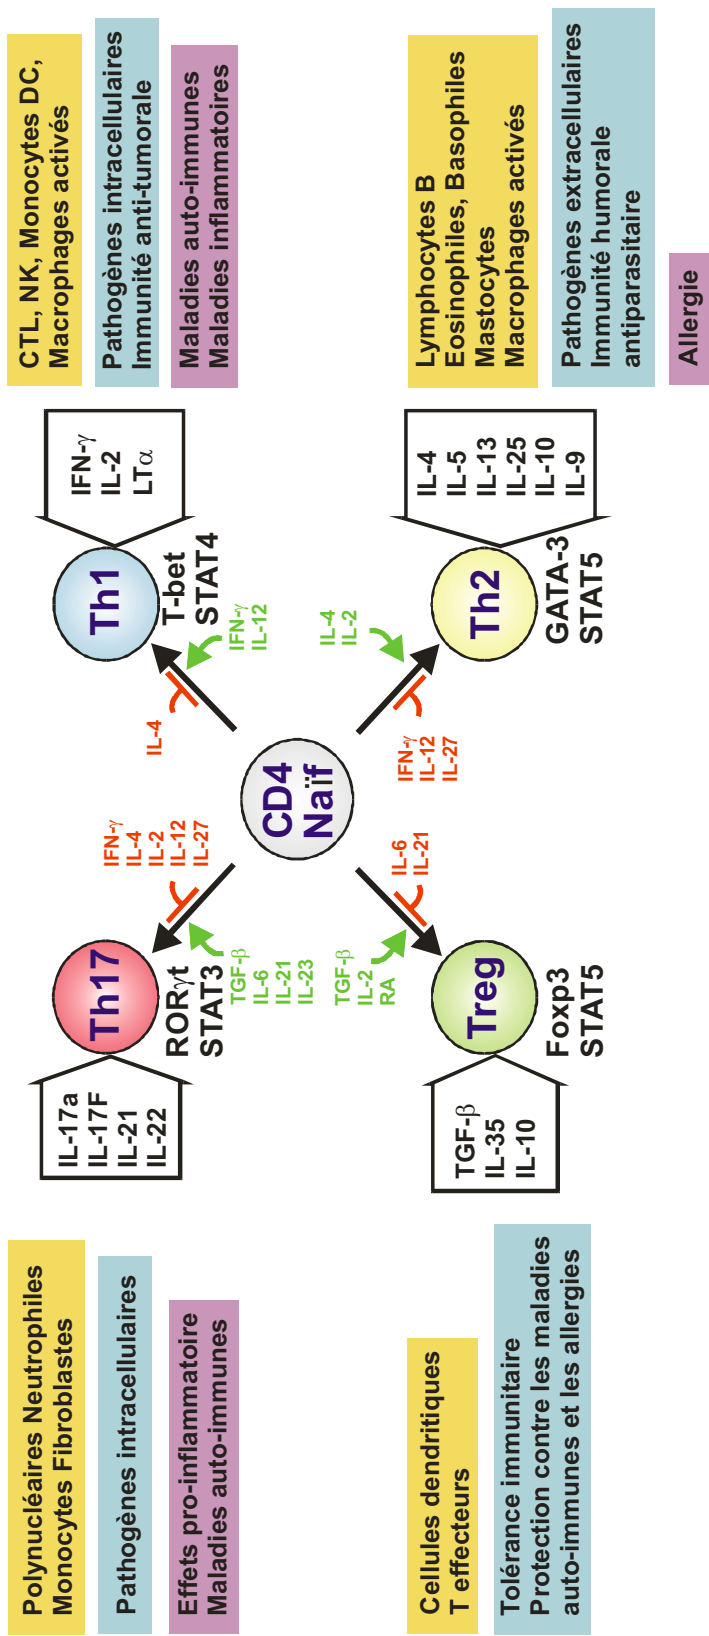 Polynucléaires Neutrophiles
Monocytes Fibroblastes
Pathogènes intracellulaires
Effets pro-inflammatoire
Maladies auto-immunes
IL-17a
IL-17F
IL-21
IL-22
Th17
RORγt
STAT3
IFN-γ
IL-4
IL-2
IL-12
IL-27
TGF-β
IL-6
IL-21
IL-23
CD4
Naïf
IL-4
IFN-γ
IL-12
Th1
T-bet
STAT4
IFN-γ
IL-2
LTα
CTL, NK, Monocytes DC,
Macrophages activés
Pathogènes intracellulaires
Immunité anti-tumorale
Maladies auto-immunes
Maladies inflammatoires
Cellules dendritiques
T effecteurs
Tolérance immunitaire
Protection contre les maladies
auto-immunes et les allergies
TGF-β
IL-35
IL-10
Treg
Foxp3
STAT5
TGF-β
IL-2
RA
IL-6
IL-21
IL-4
IL-2
IFN-γ
IL-12
IL-27
Th2
GATA-3
STAT5
IL-4
IL-5
IL-13
IL-25
IL-10
IL-9
Lymphocytes B
Eosinophiles, Basophiles
Mastocytes
Macrophages activés
Pathogènes extracellulaires
Immunité humorale
antiparasitaire
Allergie